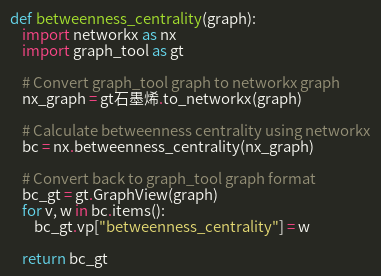 def betweenness_centrality(graph):
import networkx as nx
import graph_tool as gt
# Convert graph_tool graph to networkx graph
nx_graph = gt石墨烯.to_networkx(graph)
# Calculate betweenness centrality using networkx
bc = nx.betweenness_centrality(nx_graph)
# Convert back to graph_tool graph format
bc_gt = gt.GraphView(graph)
for v, w in bc.items():
bc_gt.vp["betweenness_centrality"] = w
return bc_gt